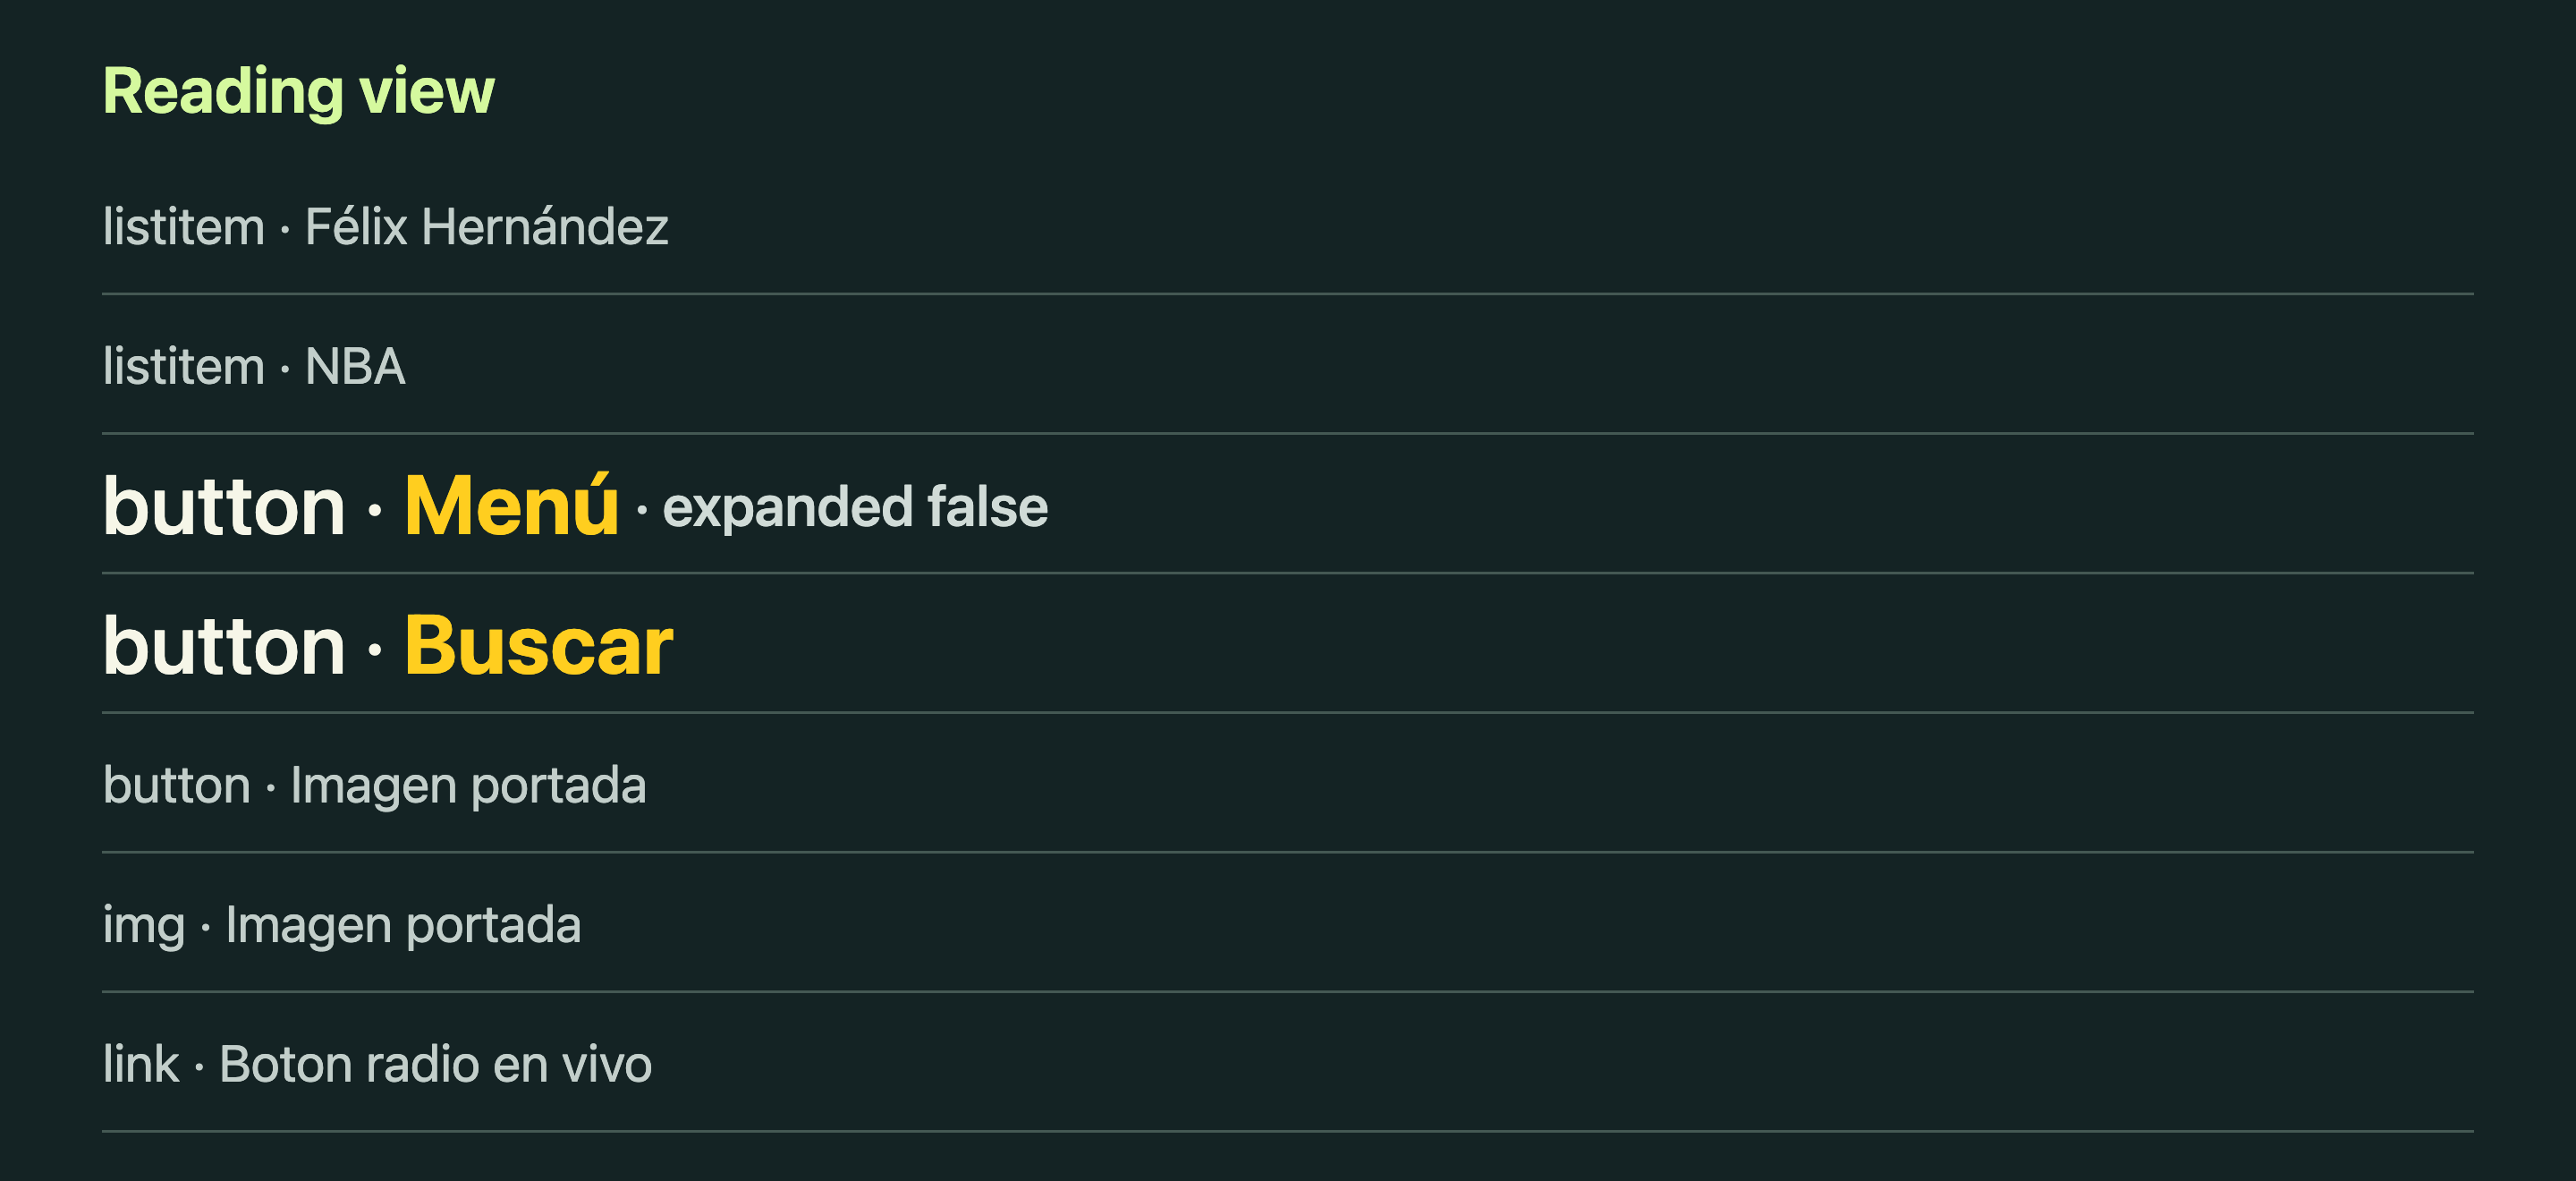 Reading view
listitem · Félix Hernández
listitem · NBA
button · Menú · expanded false
button · Buscar
button · Imagen portada
img · Imagen portada
link · Boton radio en vivo